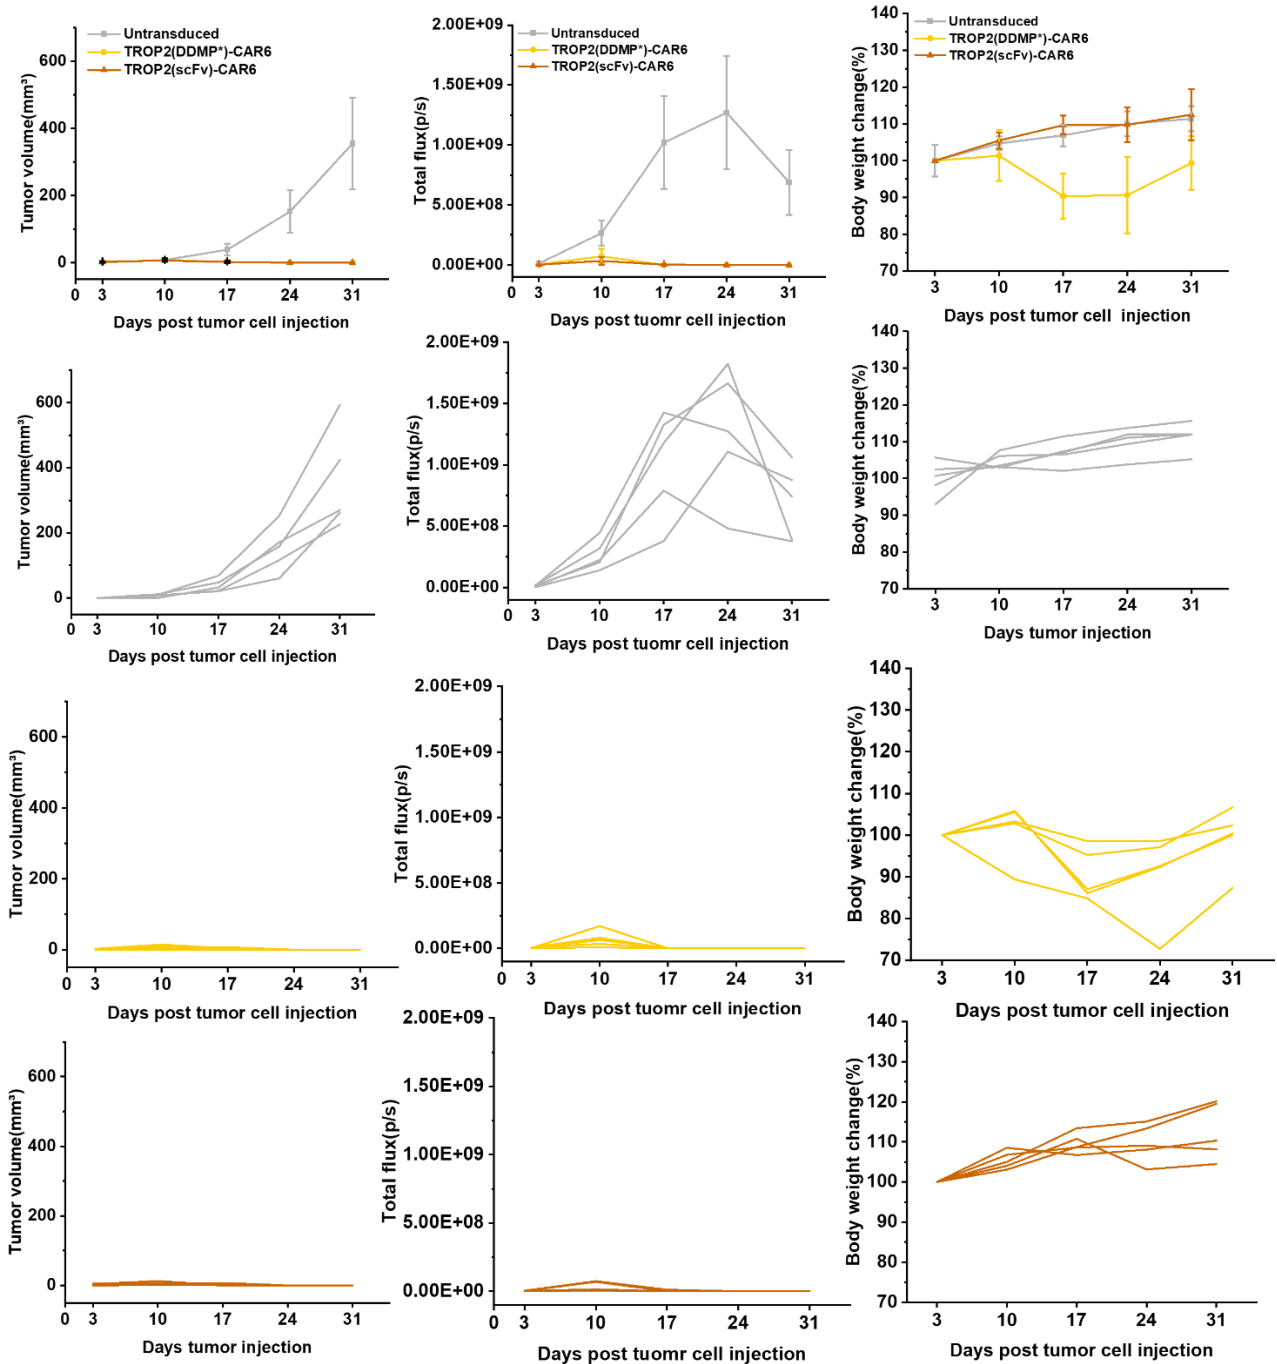 Untransduced
TROP2(DDMP*)-CAR6
TROP2(scFv)-CAR6
Tumor volume(mm³)
600
400
200
0
0 3 10 17 24 31
Days post tumor cell injection
Untransduced
TROP2(DDMP*)-CAR6
TROP2(scFv)-CAR6
Total flux(p/s)
2.00E+09
1.50E+09
1.00E+09
5.00E+08
0.00E+00
0 3 10 17 24 31
Days post tuomr cell injection
Untransduced
TROP2(DDMP*)-CAR6
TROP2(scFv)-CAR6
Body weight change(%)
140
130
120
110
100
90
80
70
3 10 17 24 31
Days post tumor cell injection
Tumor volume(mm³)
600
400
200
0
0 3 10 17 24 31
Days post tumor cell injection
Total flux(p/s)
2.00E+09
1.50E+09
1.00E+09
5.00E+08
0.00E+00
0 3 10 17 24 31
Days post tuomr cell injection
Body weight change(%)
140
130
120
110
100
90
80
70
3 10 17 24 31
Days tumor injection
Tumor volume(mm³)
600
400
200
0
0 3 10 17 24 31
Days post tumor cell injection
Total flux(p/s)
2.00E+09
1.50E+09
1.00E+09
5.00E+08
0.00E+00
0 3 10 17 24 31
Days post tuomr cell injection
Body weight change(%)
140
130
120
110
100
90
80
70
3 10 17 24 31
Days post tumor cell injection
Tumor volume(mm³)
600
400
200
0
0 3 10 17 24 31
Days tumor injection
Total flux(p/s)
2.00E+09
1.50E+09
1.00E+09
5.00E+08
0.00E+00
0 3 10 17 24 31
Days post tuomr cell injection
Body weight change(%)
140
130
120
110
100
90
80
70
3 10 17 24 31
Days post tumor cell injection